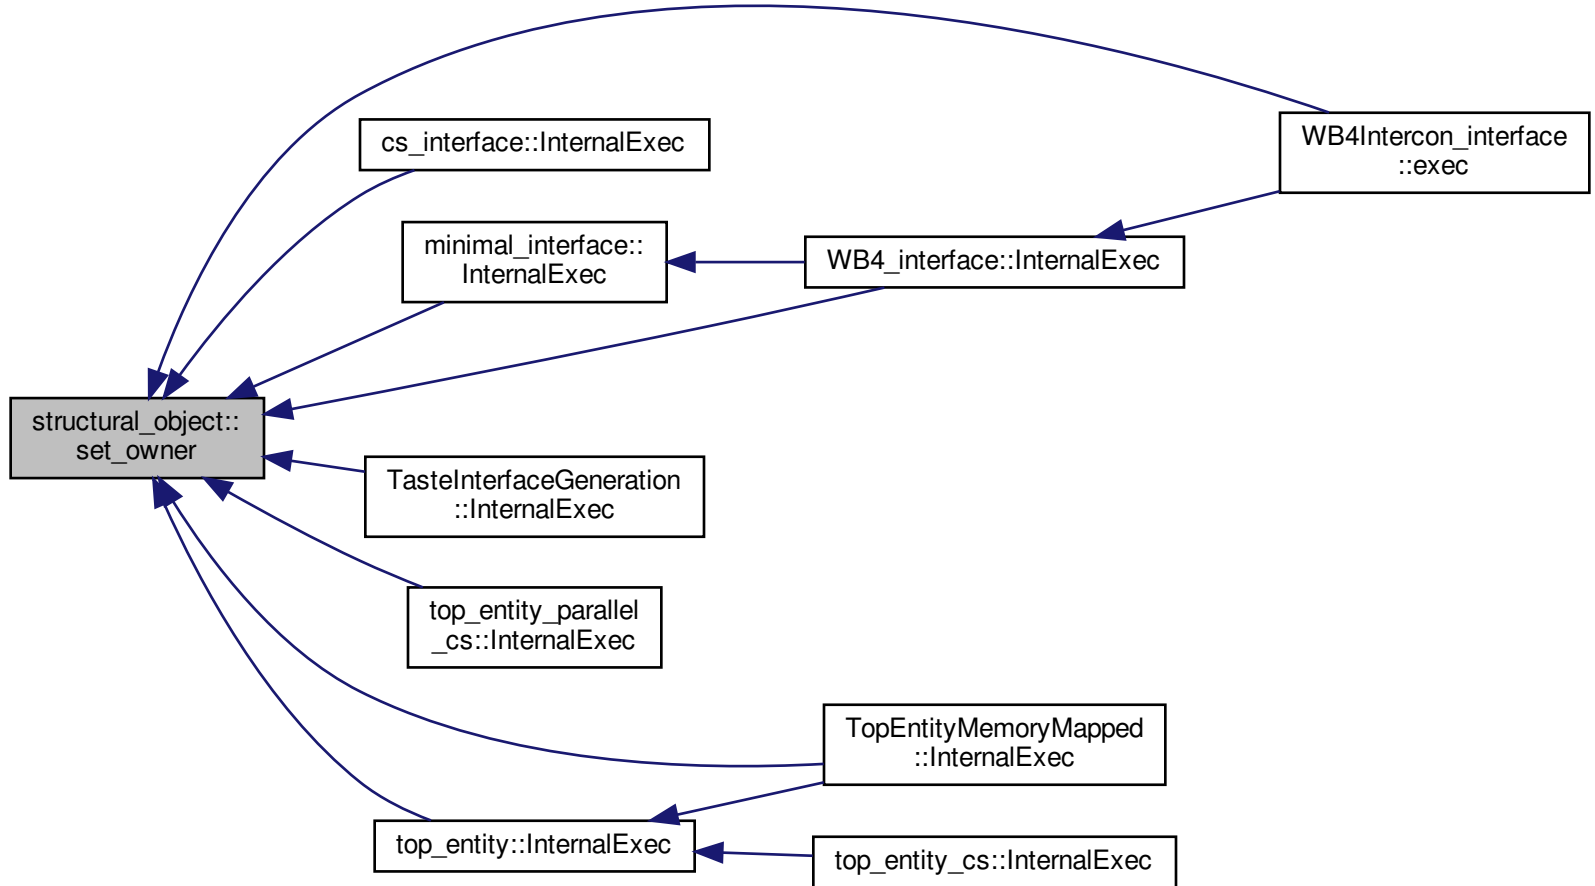 WB4Intercon_interface
::exec
cs_interface::InternalExec
minimal_interface::
InternalExec
WB4_interface::InternalExec
structural_object::
set_owner
TasteInterfaceGeneration
::InternalExec
top_entity_parallel
_cs::InternalExec
TopEntityMemoryMapped
::InternalExec
top_entity::InternalExec
top_entity_cs::InternalExec